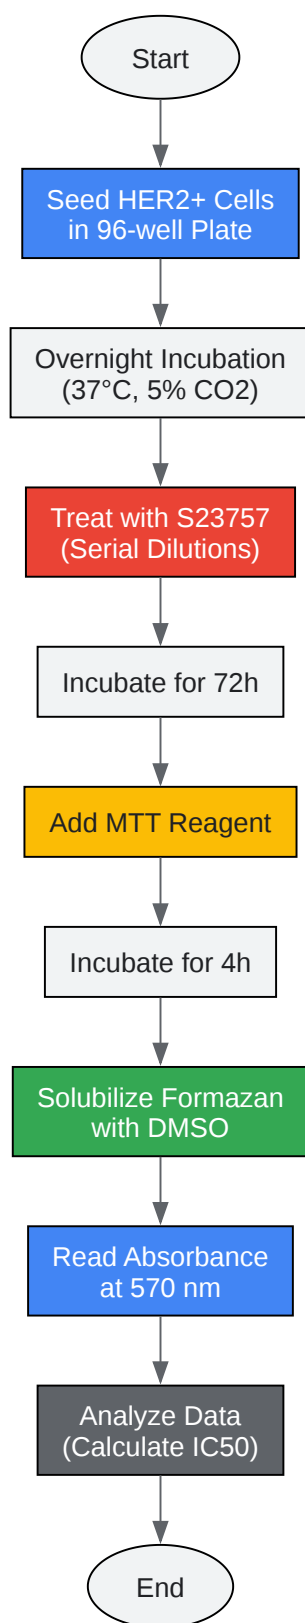 Start
Seed HER2+ Cells
in 96-well Plate
Overnight Incubation
(37°C, 5% CO2)
Treat with S23757
(Serial Dilutions)
Incubate for 72h
Add MTT Reagent
Incubate for 4h
Solubilize Formazan
with DMSO
Read Absorbance
at 570 nm
Analyze Data
(Calculate IC50)
End